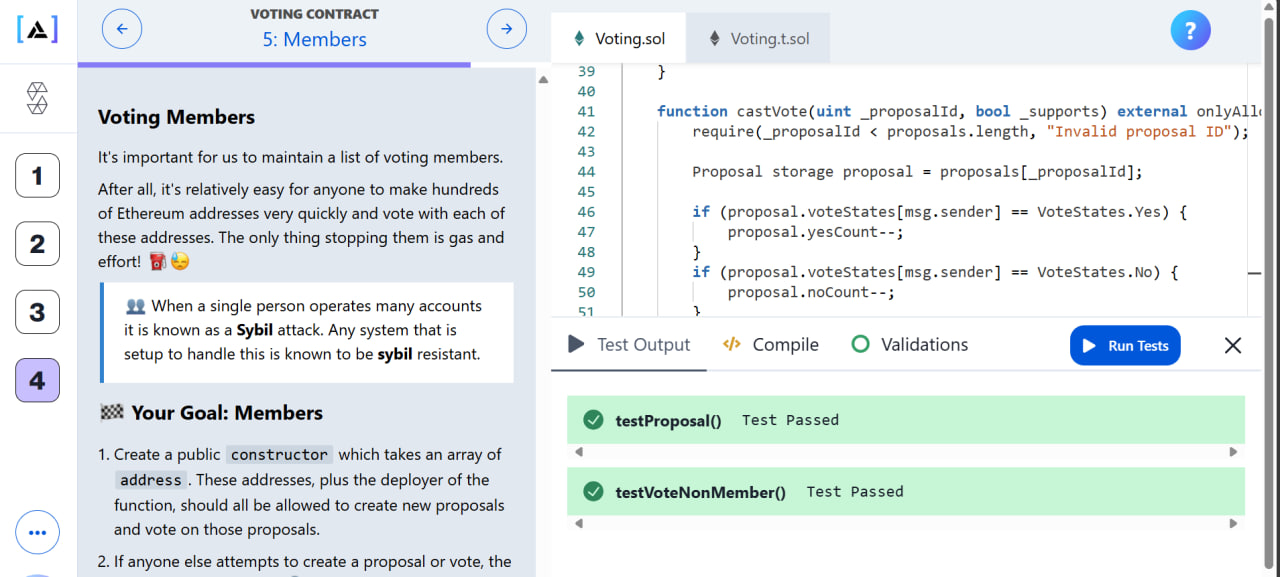 VOTING CONTRACT
5: Members
Voting.sol
Voting.t.sol
?
1
2
3
4
Voting Members
It's important for us to maintain a list of voting members.
After all, it's relatively easy for anyone to make hundreds
of Ethereum addresses very quickly and vote with each of
these addresses. The only thing stopping them is gas and
effort! ⛽😓
👥 When a single person operates many accounts
it is known as a Sybil attack. Any system that is
setup to handle this is known to be sybil resistant.
🏁 Your Goal: Members
1. Create a public constructor which takes an array of
address. These addresses, plus the deployer of the
function, should all be allowed to create new proposals
and vote on those proposals.
2. If anyone else attempts to create a proposal or vote, the
39 }
40
41 function castVote(uint _proposalId, bool _supports) external onlyAll
42 require(_proposalId < proposals.length, "Invalid proposal ID");
43
44 Proposal storage proposal = proposals[_proposalId];
45
46 if (proposal.voteStates[msg.sender] == VoteStates.Yes) {
47 proposal.yesCount--;
48 }
49 if (proposal.voteStates[msg.sender] == VoteStates.No) {
50 proposal.noCount--;
51 }
Test Output
Compile
Validations
Run Tests
testProposal() Test Passed
testVoteNonMember() Test Passed